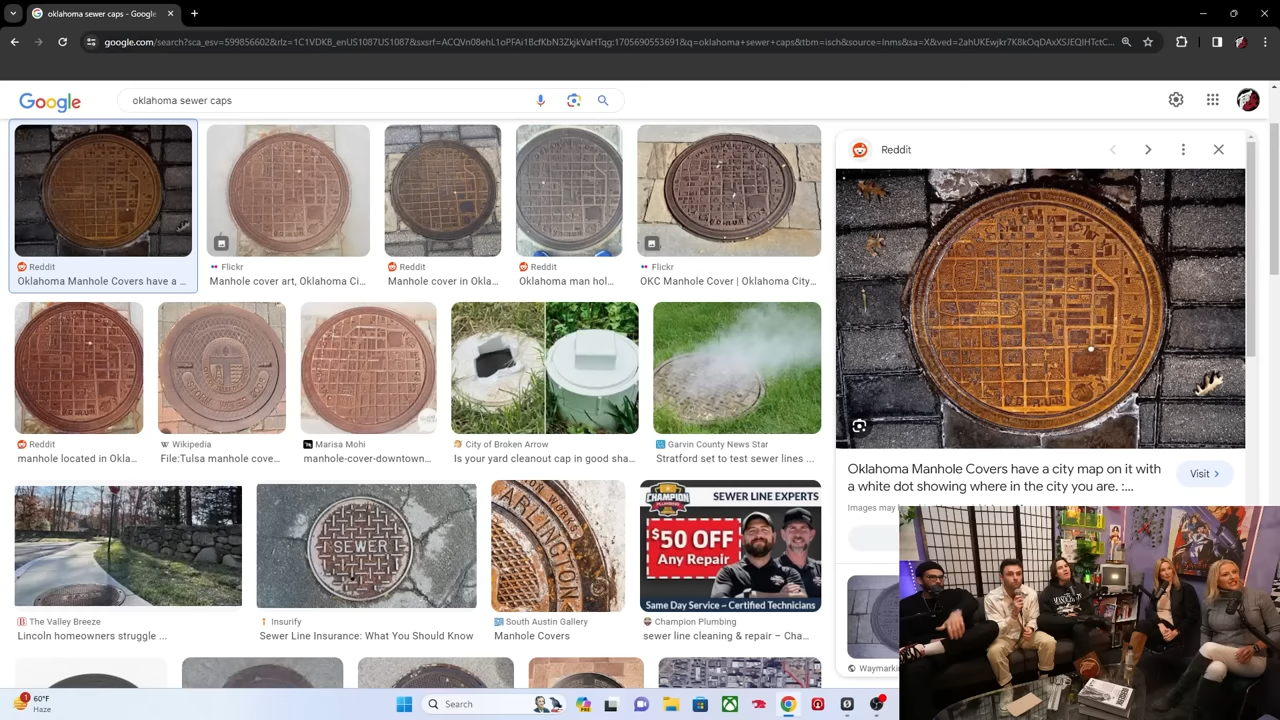 oklahoma sewer caps - Google
google.com/search?sca_esv=599856602&rlz=1C1VDKB_enUS1087US1087&sxsrf=ACQVn08ehL1oPFAi1BcfKbN3ZkjkVaHTqg:1705690553691&q=oklahoma+sewer+caps&tbm=isch&source=lnms&sa=X&ved=2ahUKEwjkr7K8kOqDAxXSJEQIHTctC...
Google
oklahoma sewer caps
Reddit
Oklahoma Manhole Covers have a ...
Flickr
Manhole cover art, Oklahoma Ci...
Reddit
Manhole cover in Okla...
Reddit
Oklahoma man hol...
Flickr
OKC Manhole Cover | Oklahoma City...
Reddit
manhole located in Okla...
Wikipedia
File:Tulsa manhole cove...
Marisa Mohi
manhole-cover-downtown...
City of Broken Arrow
Is your yard cleanout cap in good sha...
Garvin County News Star
Stratford set to test sewer lines ...
The Valley Breeze
Lincoln homeowners struggle ...
SEWER
Insurify
Sewer Line Insurance: What You Should Know
ARLINGTON
South Austin Gallery
Manhole Covers
CHAMPION
SEWER LINE EXPERTS
$50 OFF
Any Repair
Same Day Service ~ Certified Technicians
Champion Plumbing
sewer line cleaning & repair – Cha...
Reddit
Oklahoma Manhole Covers have a city map on it with
a white dot showing where in the city you are. :...
Visit
Images may
Waymarki
60°F
Haze
Search